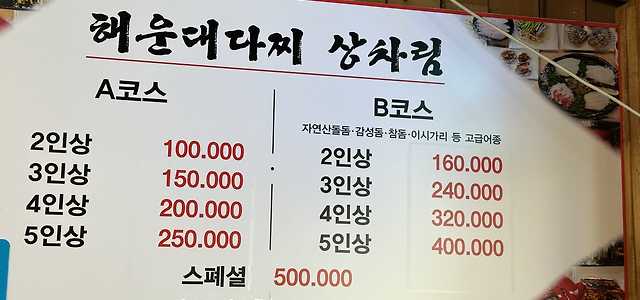 해운대다찌 상차림
A코스
2인상 100.000
3인상 150.000
4인상 200.000
5인상 250.000
B코스
자연산돌돔·감성돔·참돔·이시가리 등 고급어종
2인상 160.000
3인상 240.000
4인상 320.000
5인상 400.000
스폐셜 500.000